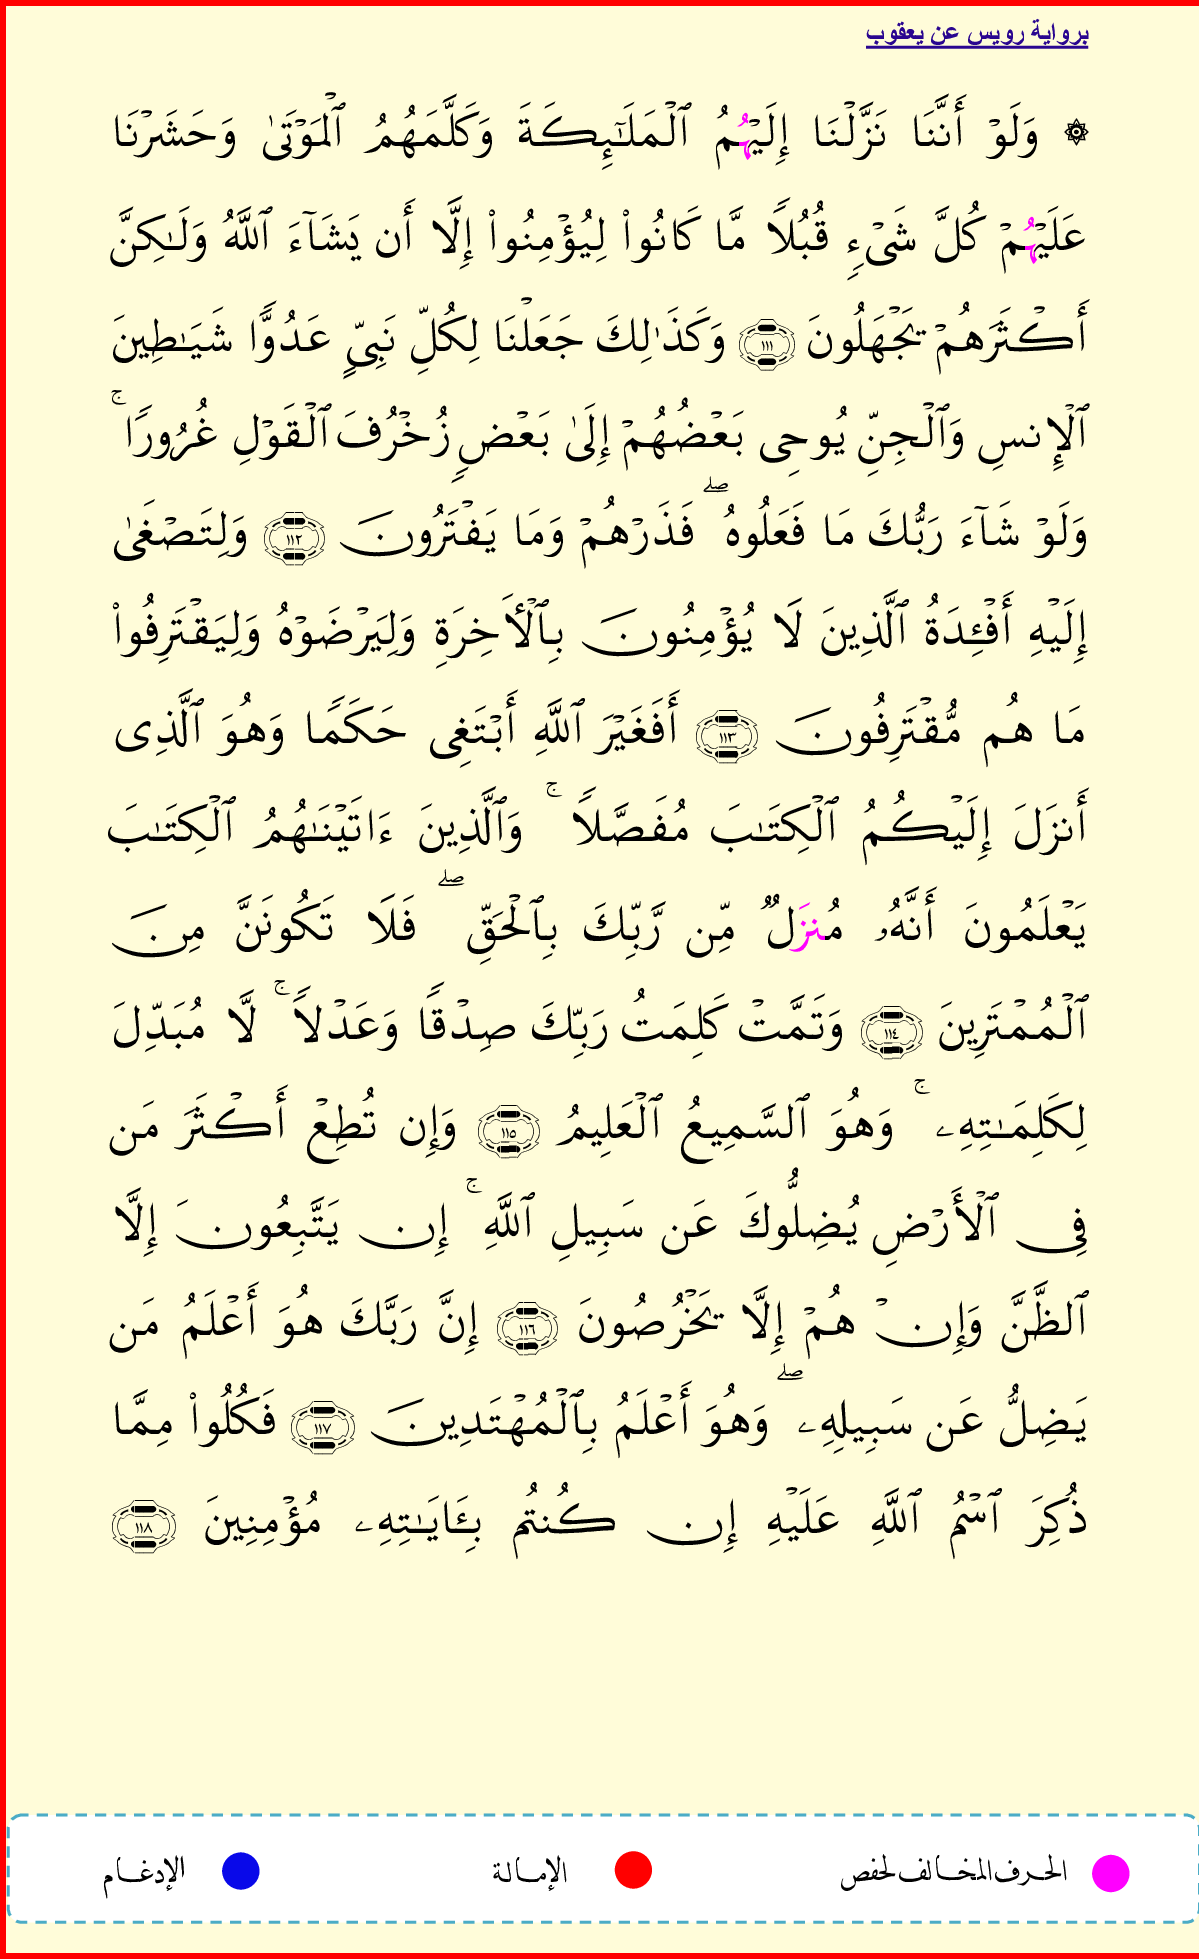 برواية رويس عن يعقوب
۞ وَلَوۡ أَنَّنَا نَزَّلۡنَا إِلَيۡهُمُ ٱلۡمَلَٰٓئِكَةَ وَكَلَّمَهُمُ ٱلۡمَوۡتَىٰ وَحَشَرۡنَا
عَلَيۡهُمۡ كُلَّ شَيۡءٖ قُبُلٗا مَّا كَانُواْ لِيُؤۡمِنُواْ إِلَّا أَن يَشَآءَ ٱللَّهُ وَلَٰكِنَّ
أَكۡثَرَهُمۡ يَجۡهَلُونَ ١١١ وَكَذَٰلِكَ جَعَلۡنَا لِكُلِّ نَبِيٍّ عَدُوّٗا شَيَٰطِينَ
ٱلۡإِنسِ وَٱلۡجِنِّ يُوحِي بَعۡضُهُمۡ إِلَىٰ بَعۡضٖ زُخۡرُفَ ٱلۡقَوۡلِ غُرُورٗاۚ
وَلَوۡ شَآءَ رَبُّكَ مَا فَعَلُوهُۖ فَذَرۡهُمۡ وَمَا يَفۡتَرُونَ ١١٢ وَلِتَصۡغَىٰ
إِلَيۡهِ أَفۡـِٔدَةُ ٱلَّذِينَ لَا يُؤۡمِنُونَ بِٱلۡأٓخِرَةِ وَلِيَرۡضَوۡهُ وَلِيَقۡتَرِفُواْ
مَا هُم مُّقۡتَرِفُونَ ١١٣ أَفَغَيۡرَ ٱللَّهِ أَبۡتَغِي حَكَمٗا وَهُوَ ٱلَّذِي
أَنزَلَ إِلَيۡكُمُ ٱلۡكِتَٰبَ مُفَصَّلٗاۚ وَٱلَّذِينَ ءَاتَيۡنَٰهُمُ ٱلۡكِتَٰبَ
يَعۡلَمُونَ أَنَّهُۥ مُنزَلٞ مِّن رَّبِّكَ بِٱلۡحَقِّۖ فَلَا تَكُونَنَّ مِنَ
ٱلۡمُمۡتَرِينَ ١١٤ وَتَمَّتۡ كَلِمَتُ رَبِّكَ صِدۡقٗا وَعَدۡلٗاۚ لَّا مُبَدِّلَ
لِكَلِمَٰتِهِۦۚ وَهُوَ ٱلسَّمِيعُ ٱلۡعَلِيمُ ١١٥ وَإِن تُطِعۡ أَكۡثَرَ مَن
فِي ٱلۡأَرۡضِ يُضِلُّوكَ عَن سَبِيلِ ٱللَّهِۚ إِن يَتَّبِعُونَ إِلَّا
ٱلظَّنَّ وَإِنۡ هُمۡ إِلَّا يَخۡرُصُونَ ١١٦ إِنَّ رَبَّكَ هُوَ أَعۡلَمُ مَن
يَضِلُّ عَن سَبِيلِهِۦۖ وَهُوَ أَعۡلَمُ بِٱلۡمُهۡتَدِينَ ١١٧ فَكُلُواْ مِمَّا
ذُكِرَ ٱسۡمُ ٱللَّهِ عَلَيۡهِ إِن كُنتُم بِـَٔايَٰتِهِۦ مُؤۡمِنِينَ ١١٨
الحرف المخالف لحفص الإمالة الإدغام